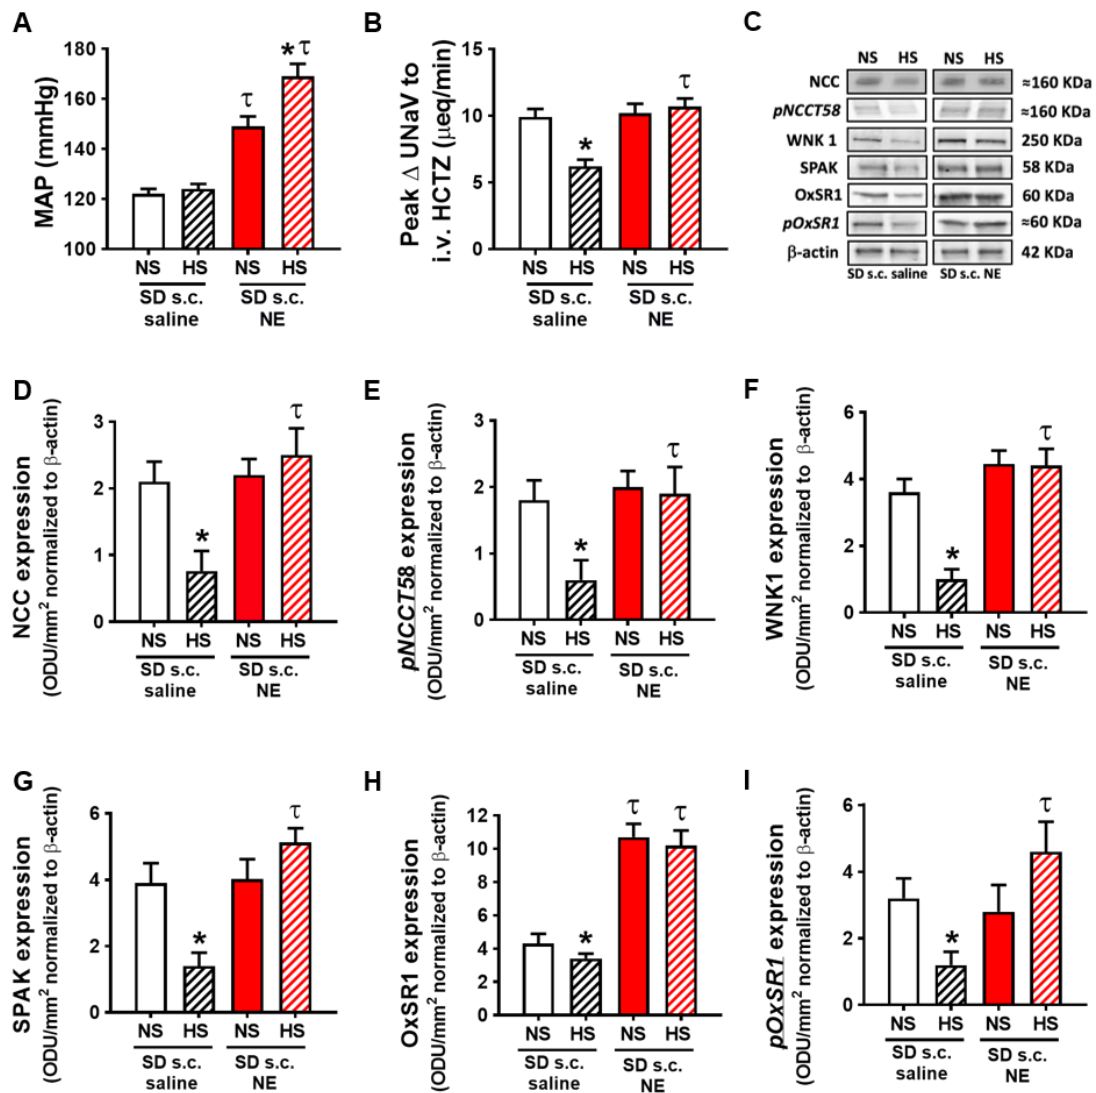 A
MAP (mmHg)
180
160
140
120
100
τ
* τ
NS HS NS HS
SD s.c. SD s.c.
saline NE
B
Peak Δ UNaV to
i.v. HCTZ (μeq/min)
15
10
5
0
*
τ
NS HS NS HS
SD s.c. SD s.c.
saline NE
C
NS HS NS HS
NCC ≈160 KDa
pNCCT58 ≈160 KDa
WNK 1 250 KDa
SPAK 58 KDa
OxSR1 60 KDa
pOxSR1 ≈60 KDa
β-actin 42 KDa
SD s.c. saline SD s.c. NE
D
NCC expression
(ODU/mm² normalized to β-actin)
3
2
1
0
*
τ
NS HS NS HS
SD s.c. SD s.c.
saline NE
E
pNCCT58 expression
(ODU/mm² normalized to β-actin)
3
2
1
0
*
τ
NS HS NS HS
SD s.c. SD s.c.
saline NE
F
WNK1 expression
(ODU/mm² normalized to β-actin)
6
4
2
0
*
τ
NS HS NS HS
SD s.c. SD s.c.
saline NE
G
SPAK expression
(ODU/mm² normalized to β-actin)
6
4
2
0
*
τ
NS HS NS HS
SD s.c. SD s.c.
saline NE
H
OxSR1 expression
(ODU/mm² normalized to β-actin)
12
10
8
6
4
2
0
*
τ τ
NS HS NS HS
SD s.c. SD s.c.
saline NE
I
pOxSR1 expression
(ODU/mm² normalized to β-actin)
6
4
2
0
*
τ
NS HS NS HS
SD s.c. SD s.c.
saline NE